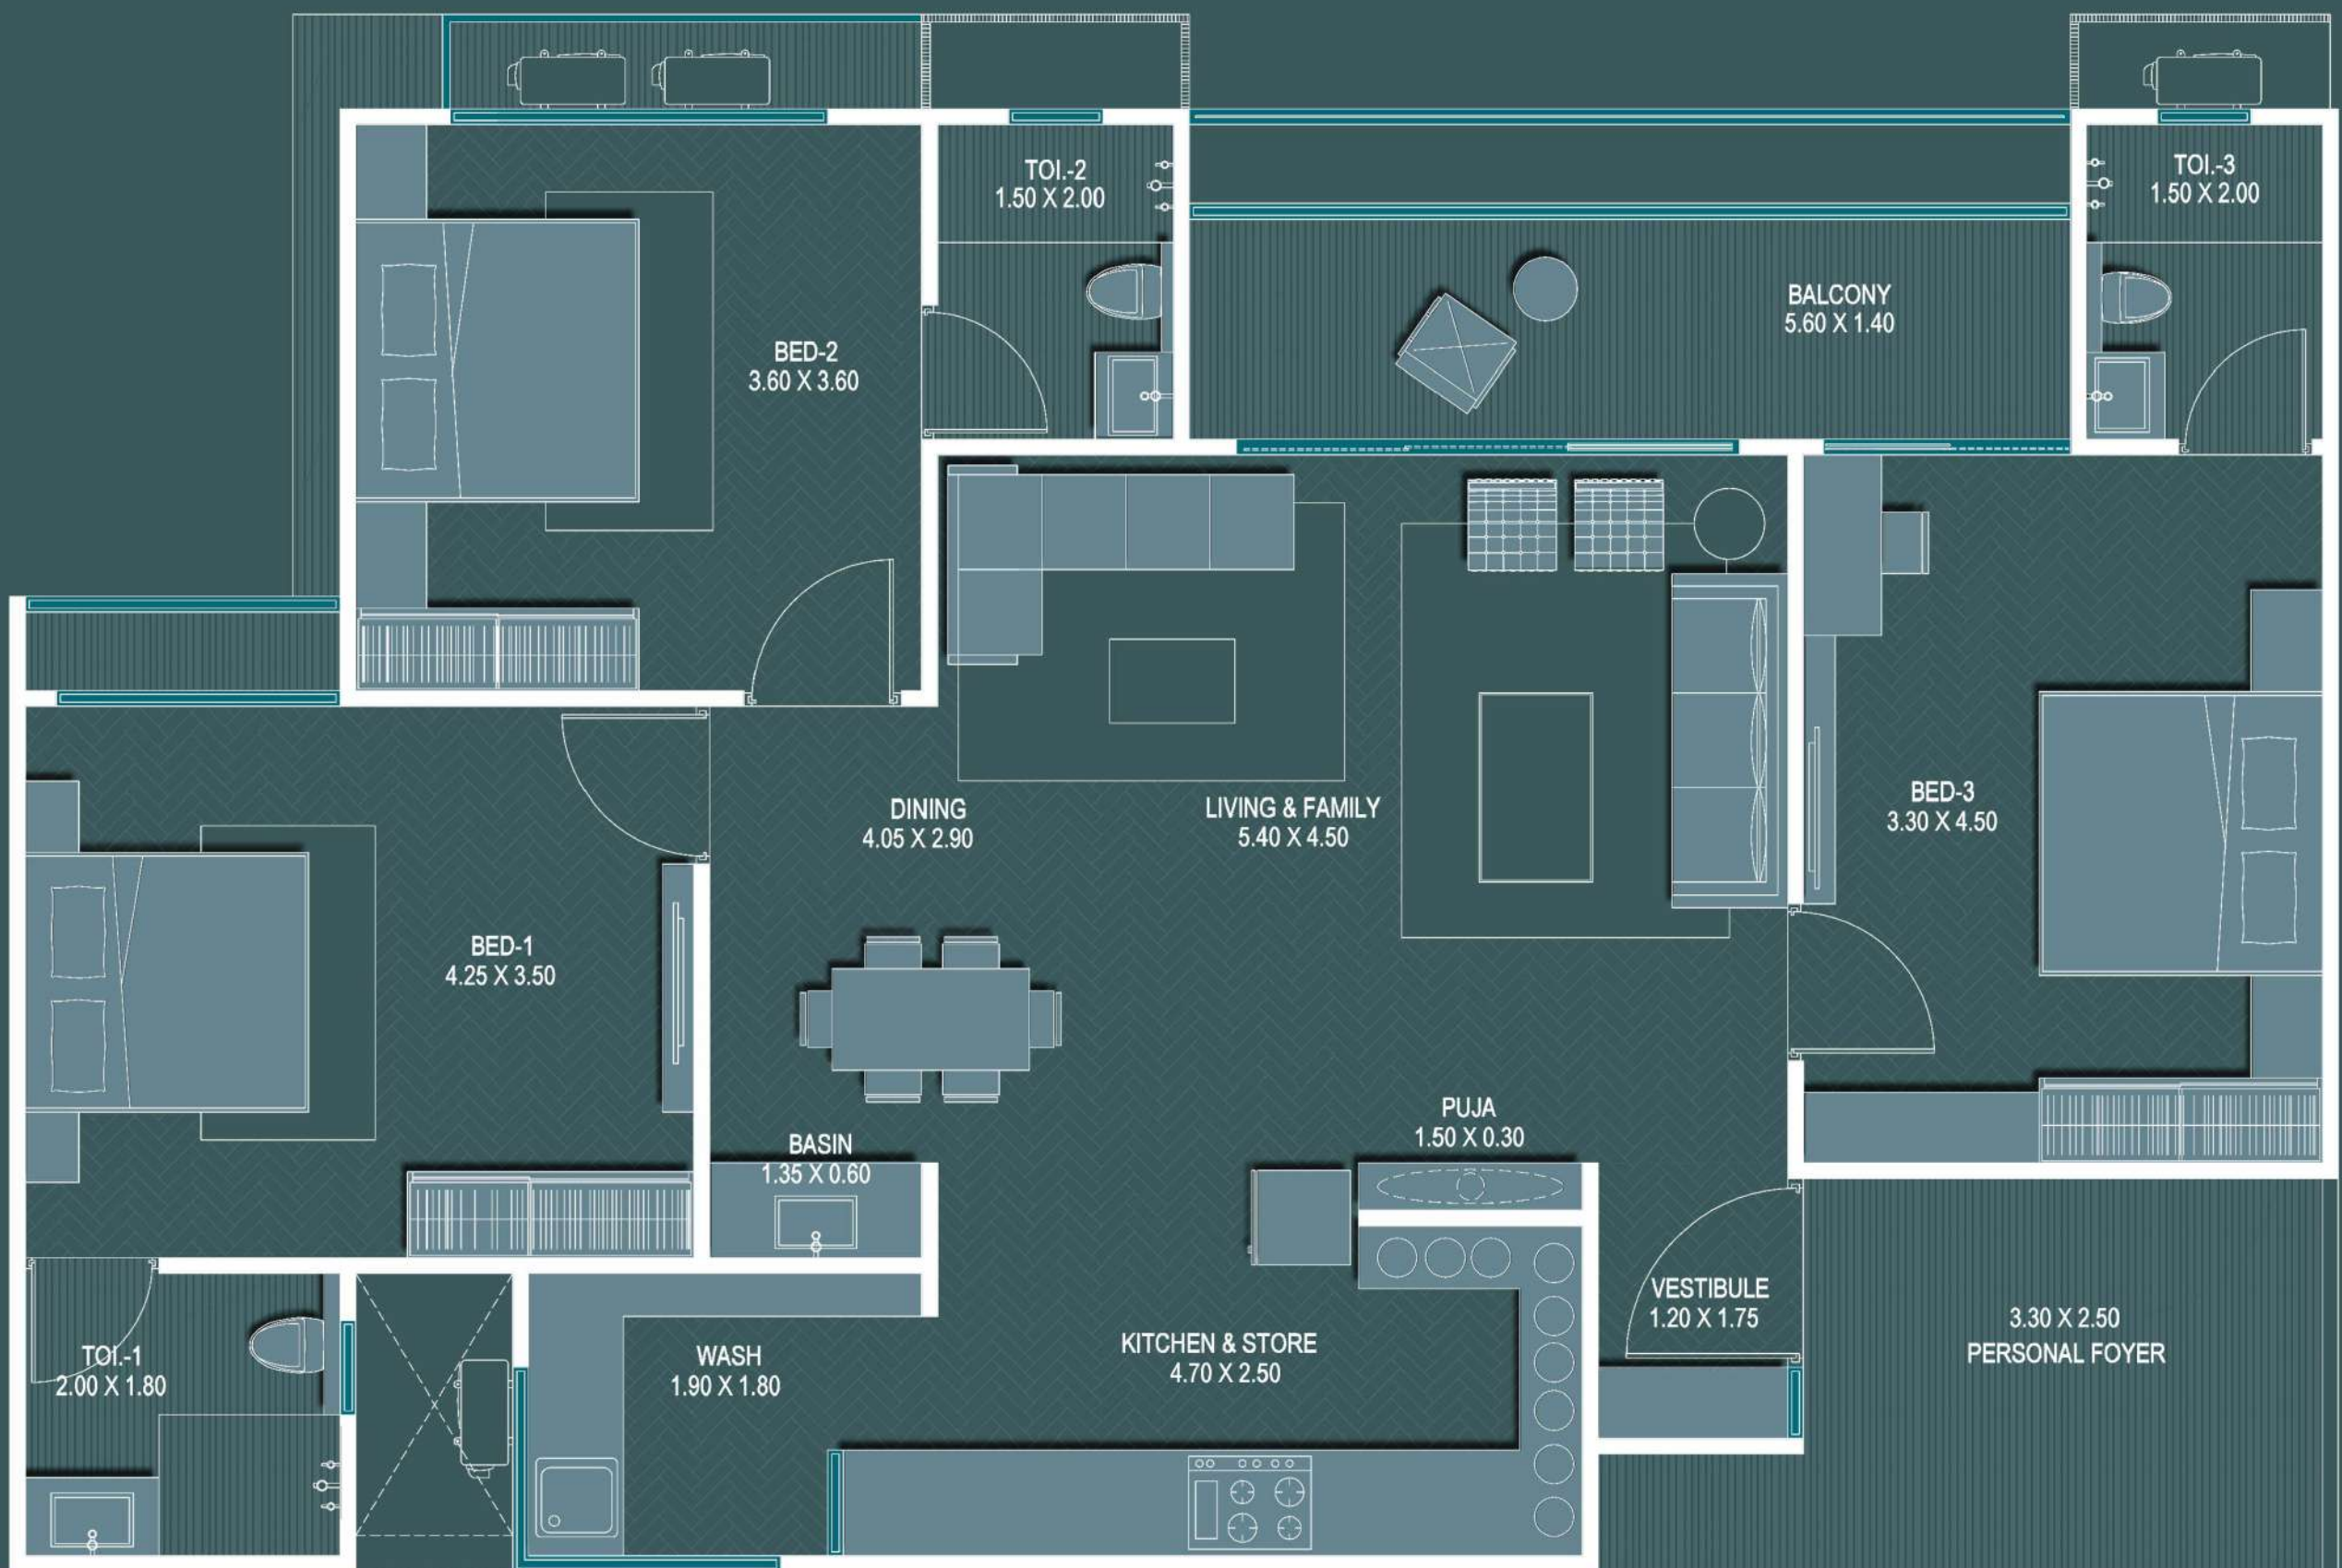 TOI.-2
1.50 X 2.00
TOI.-3
1.50 X 2.00
BALCONY
5.60 X 1.40
BED-2
3.60 X 3.60
DINING
4.05 X 2.90
LIVING & FAMILY
5.40 X 4.50
BED-3
3.30 X 4.50
BED-1
4.25 X 3.50
BASIN
1.35 X 0.60
PUJA
1.50 X 0.30
VESTIBULE
1.20 X 1.75
3.30 X 2.50
PERSONAL FOYER
TOI.-1
2.00 X 1.80
WASH
1.90 X 1.80
KITCHEN & STORE
4.70 X 2.50